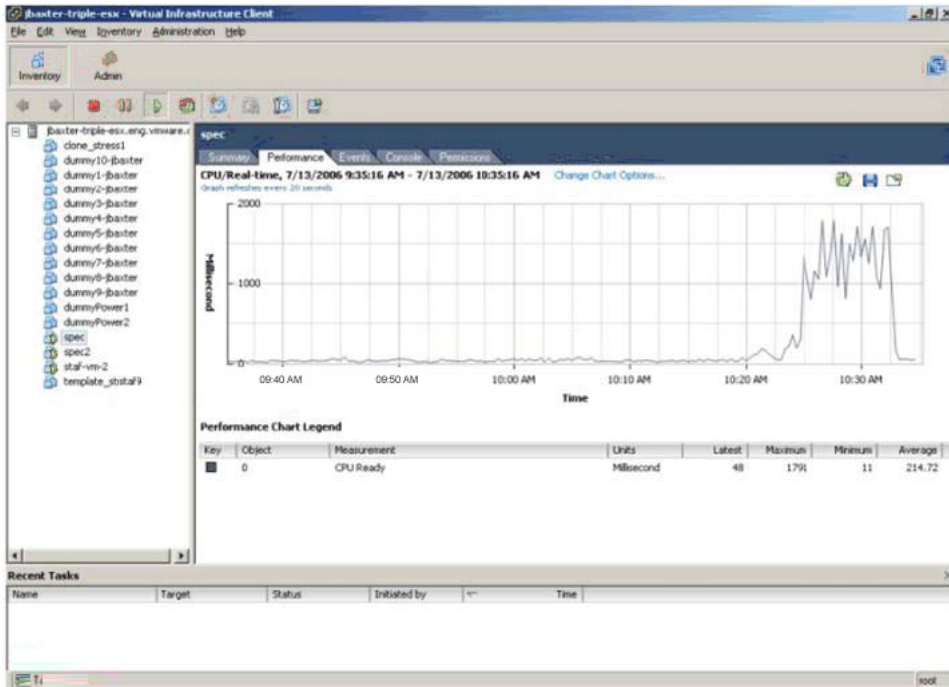 jbaxter-triple-esx - Virtual Infrastructure Client
File Edit View Inventory Administration Help
Inventory Admin
jbaxter-triple-esx.eng.vmware.c
clone_stress1
dummy10-jbaxter
dummy1-jbaxter
dummy2-jbaxter
dummy3-jbaxter
dummy4-jbaxter
dummy5-jbaxter
dummy6-jbaxter
dummy7-jbaxter
dummy8-jbaxter
dummy9-jbaxter
dummyPower1
dummyPower2
spec
spec2
staf-vm-2
template_sbstaf9
spec
Summary Performance Events Console Permissions
CPU/Real-time, 7/13/2006 9:35:16 AM - 7/13/2006 10:35:16 AM Change Chart Options...
Graph refreshes every 20 seconds
2000
1000
0
Millisecond
09:40 AM 09:50 AM 10:00 AM 10:10 AM 10:20 AM 10:30 AM
Time
Performance Chart Legend
Key Object Measurement Units Latest Maximum Minimum Average
0 CPU Ready Millisecond 48 1791 11 214.72
Recent Tasks
Name Target Status Initiated by Time
root